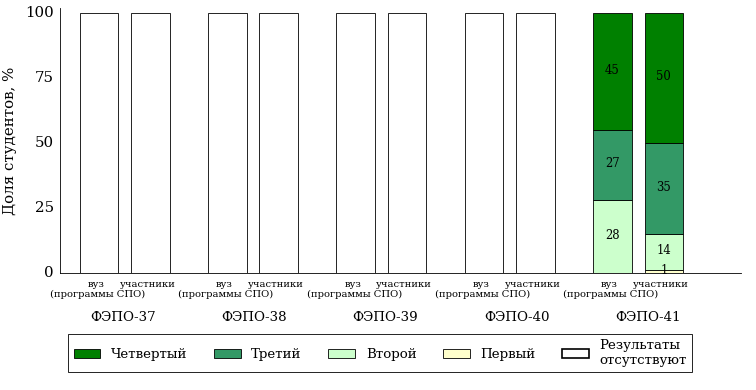 Доля студентов, %
100
75
50
25
0
45
27
28
50
35
14
1
вуз участники вуз участники вуз участники вуз участники вуз участники
(программы СПО) (программы СПО) (программы СПО) (программы СПО) (программы СПО)
ФЭПО-37 ФЭПО-38 ФЭПО-39 ФЭПО-40 ФЭПО-41
Четвертый Третий Второй Первый Результаты
отсутствуют